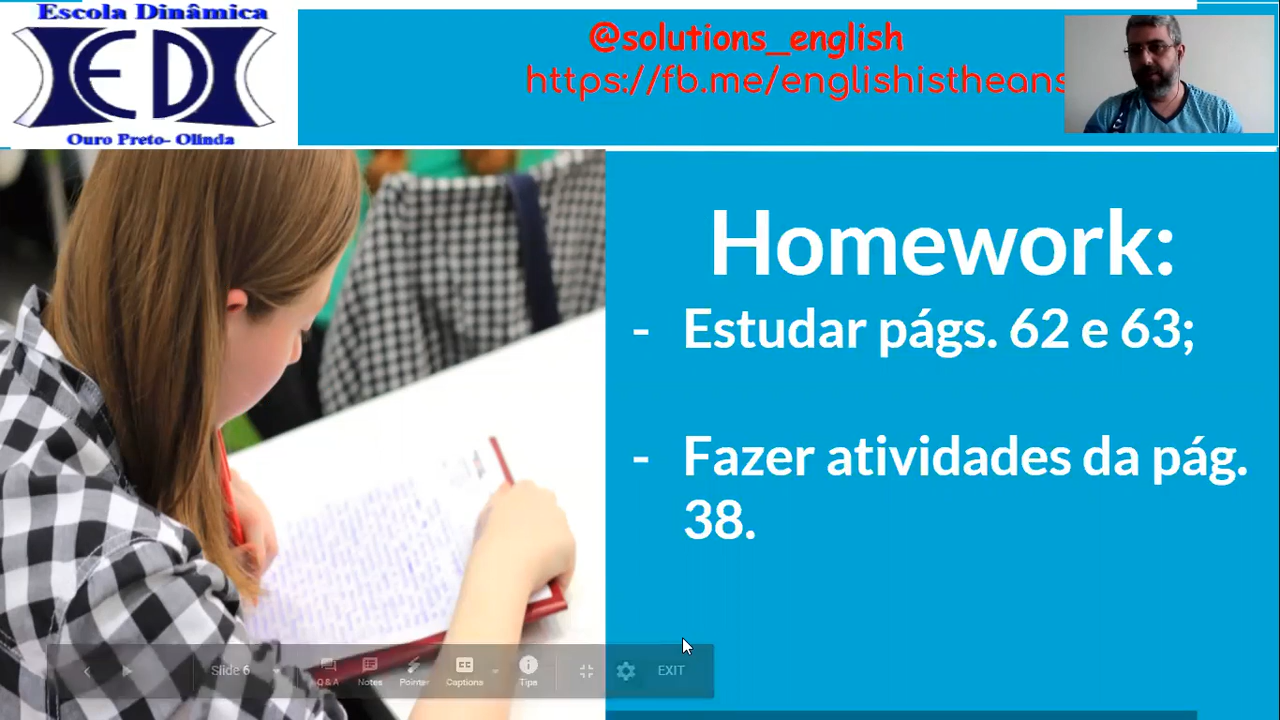 Escola Dinâmica
ED
Ouro Preto- Olinda
@solutions_english
https://fb.me/englishistheans
Homework:
- Estudar págs. 62 e 63;
- Fazer atividades da pág.
38.
Slide 6
Q&A
Notes
Pointer
Captions
Tips
EXIT